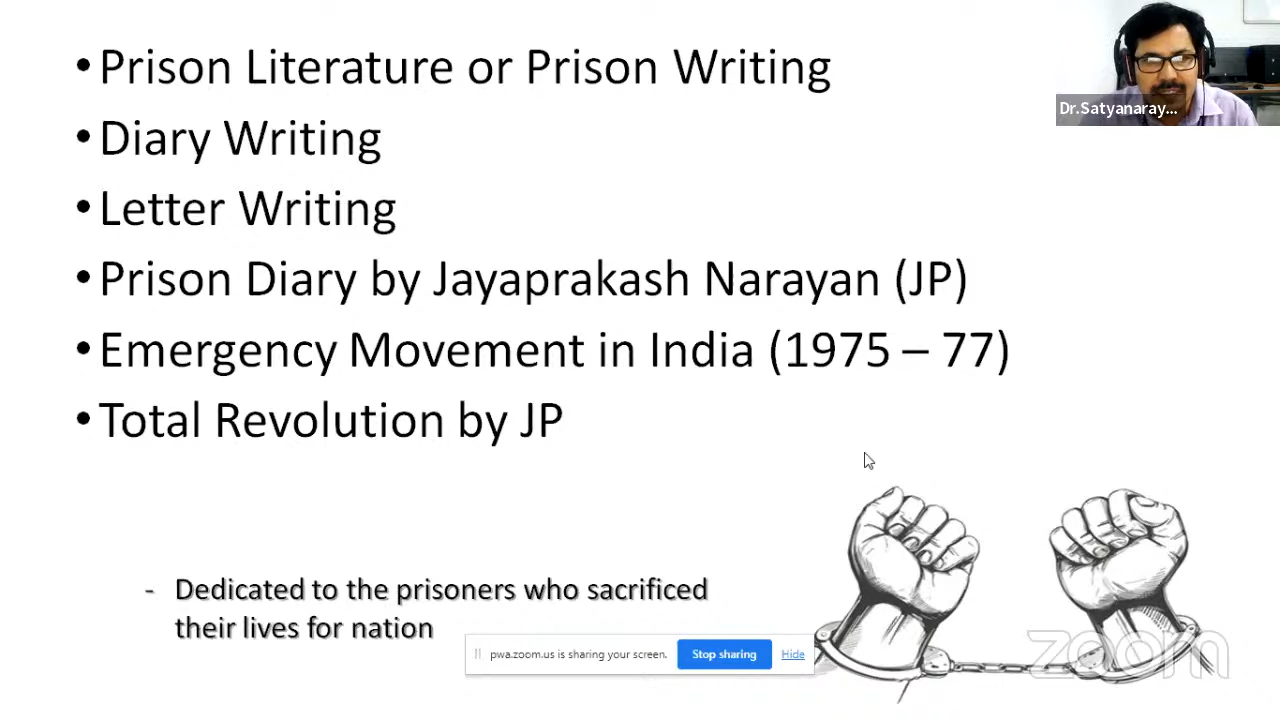 • Prison Literature or Prison Writing
Dr.Satyanaray...
• Diary Writing
• Letter Writing
• Prison Diary by Jayaprakash Narayan (JP)
• Emergency Movement in India (1975 – 77)
• Total Revolution by JP
- Dedicated to the prisoners who sacrificed
their lives for nation
pwa.zoom.us is sharing your screen. Stop sharing Hide
zoom